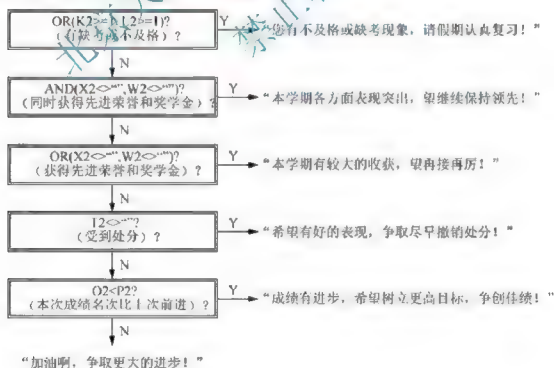 OR(K2>=1,L2>=1)?
（有缺考或不及格）？
Y
“您有不及格或缺考现象，请假期认真复习！”
N
AND(X2<>“”,W2<>“”)?
（同时获得先进荣誉和奖学金）？
Y
“本学期各方面表现突出，望继续保持领先！”
N
OR(X2<>“”,W2<>“”)?
（获得先进荣誉和奖学金）？
Y
“本学期有较大的收获，望再接再厉！”
N
T2<>“”?
（受到处分）？
Y
“希望有好的表现，争取尽早撤销处分！”
N
O2<P2?
（本次成绩名次比上次前进）？
Y
“成绩有进步，希望树立更高目标，争创佳绩！”
N
“加油啊，争取更大的进步！”